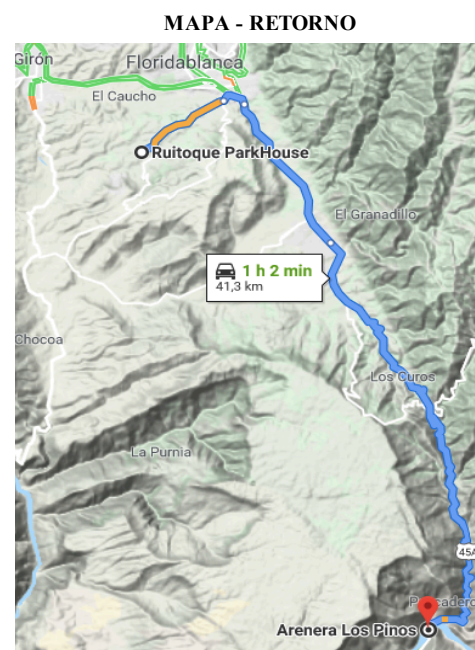 MAPA - RETORNO
Girón
Floridablanca
El Caucho
Ruitoque ParkHouse
El Granadillo
1 h 2 min
41,3 km
Chocoa
Los Curos
La Purnia
45A
Arenera Los Pinos